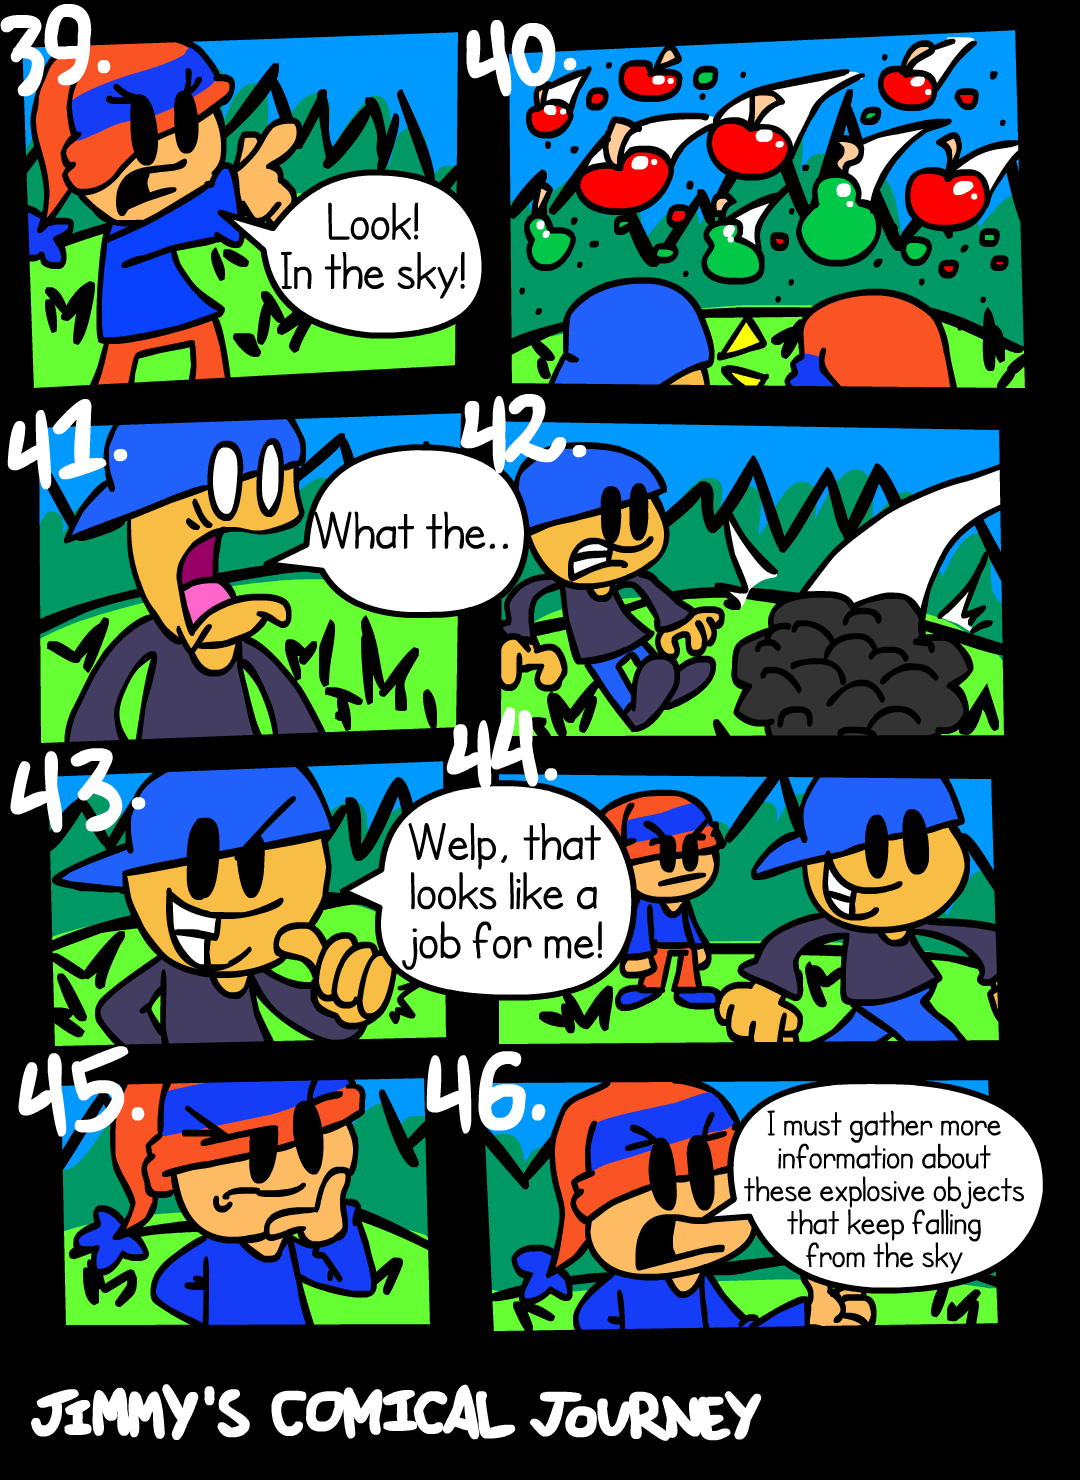 39.
Look!
In the sky!
40.
41.
What the..
42.
43.
44.
Welp, that
looks like a
job for me!
45.
46.
I must gather more
information about
these explosive objects
that keep falling
from the sky
JIMMY'S COMICAL JOURNEY